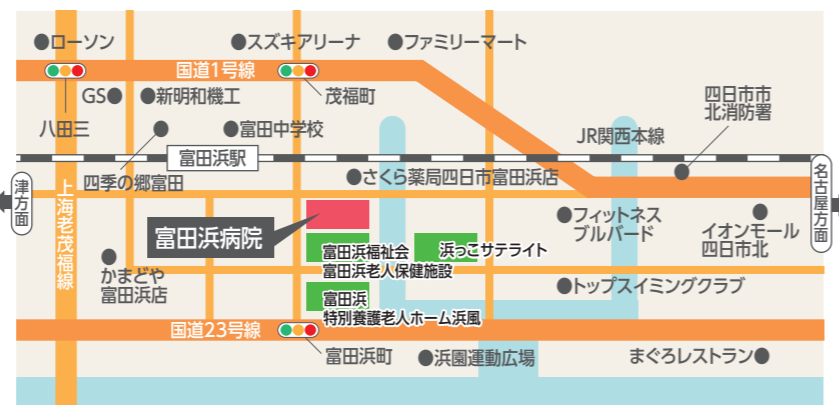 ローソン
スズキアリーナ
ファミリーマート
国道1号線
GS
新明和機工
茂福町
四日市市
北消防署
八田三
富田中学校
JR関西本線
富田浜駅
四季の郷富田
さくら薬局四日市富田浜店
津方面
名古屋方面
上海老茂福線
富田浜病院
フィットネス
ブルバード
イオンモール
四日市北
富田浜福祉会
富田浜老人保健施設
浜っこサテライト
かまどや
富田浜店
トップスイミングクラブ
富田浜
特別養護老人ホーム浜風
国道23号線
富田浜町
浜園運動広場
まぐろレストラン